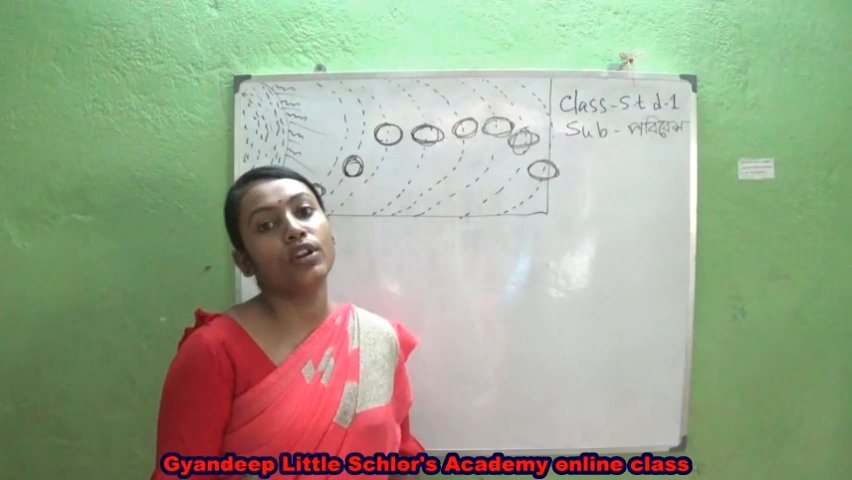 Class-Std-1
Sub-পরিবেশ
Gyandeep Little Schlor's Academy online class